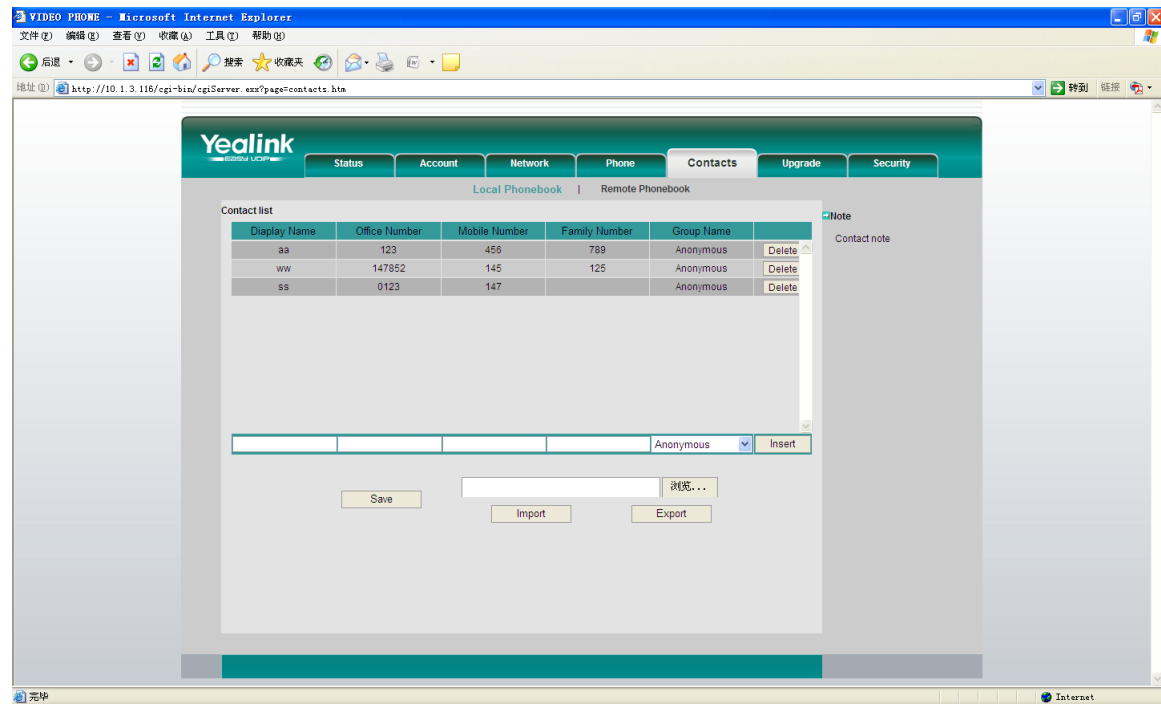 VIDEO PHONE - Microsoft Internet Explorer
文件(F) 编辑(E) 查看(V) 收藏(A) 工具(T) 帮助(H)
后退 搜索 收藏夹
地址(D) http://10.1.3.116/cgi-bin/cgiServer.exx?page=contacts.htm 转到 链接
Yealink
EASY VOIP
Status Account Network Phone Contacts Upgrade Security
Local Phonebook | Remote Phonebook
Contact list
Note
Contact note
Diaplay Name Office Number Mobile Number Family Number Group Name
aa 123 456 789 Anonymous Delete
ww 147852 145 125 Anonymous Delete
ss 0123 147 Anonymous Delete
Anonymous Insert
Save 浏览...
Import Export
完毕 Internet